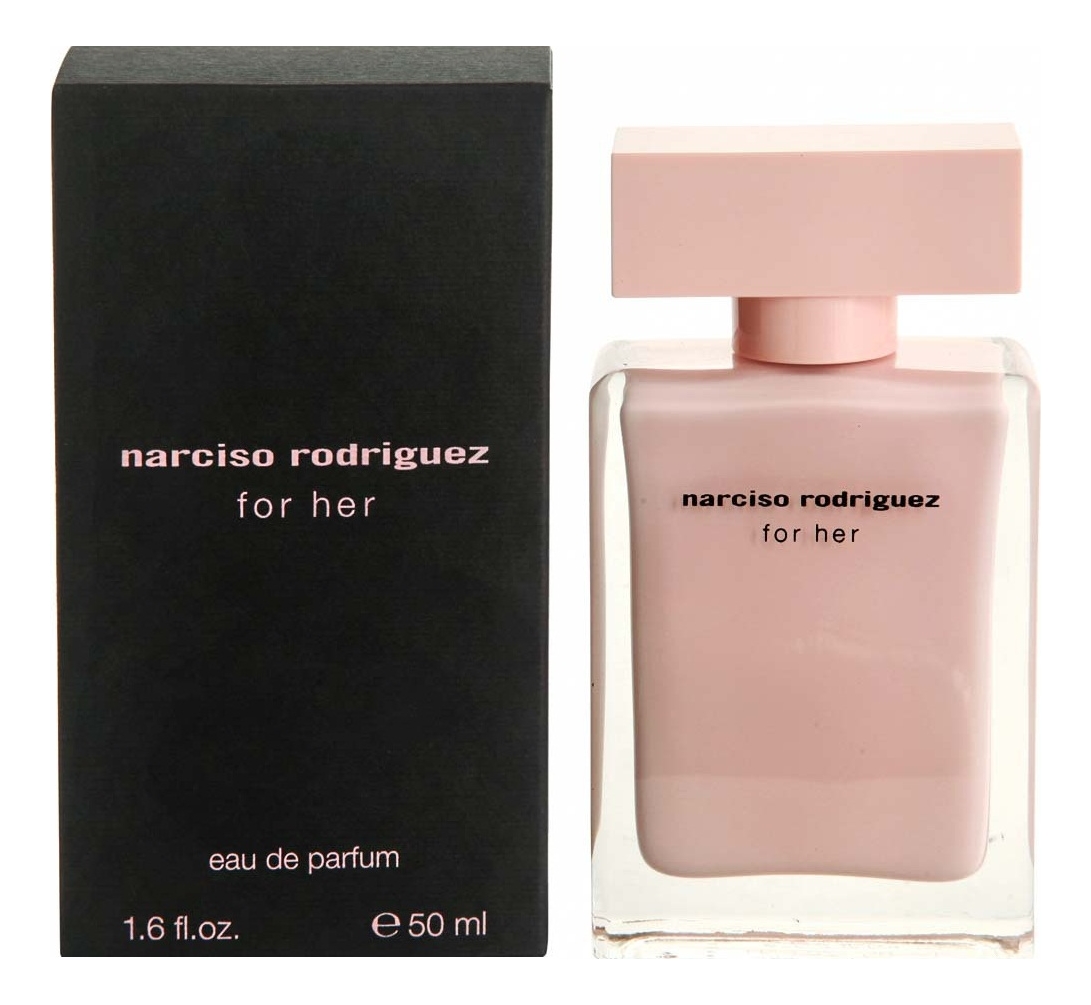 narciso rodriguez
for her
eau de parfum
1.6 fl.oz. ℮ 50 ml
narciso rodriguez
for her